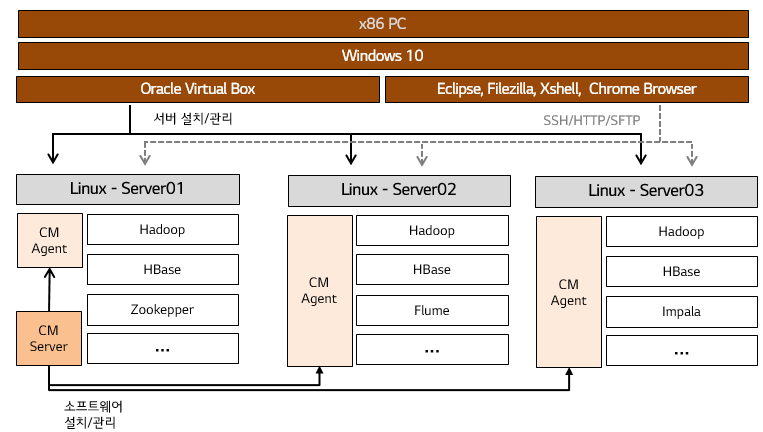 x86 PC
Windows 10
Oracle Virtual Box
Eclipse, Filezilla, Xshell, Chrome Browser
서버 설치/관리
SSH/HTTP/SFTP
Linux - Server01
Linux - Server02
Linux - Server03
CM
Agent
Hadoop
HBase
Zookepper
...
CM
Server
CM
Agent
Hadoop
HBase
Flume
...
CM
Agent
Hadoop
HBase
Impala
...
소프트웨어
설치/관리